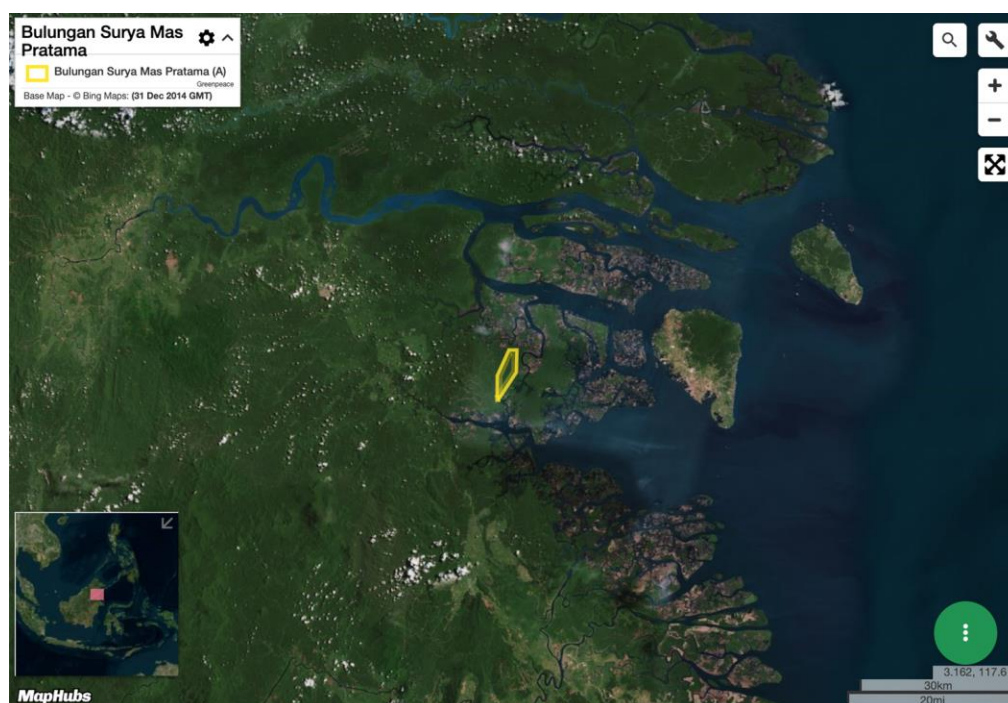 Bulungan Surya Mas
Pratama
Bulungan Surya Mas Pratama (A)
Greenpeace
Base Map - © Bing Maps: (31 Dec 2014 GMT)
MapHubs
3.162, 117.6
30km
20mi